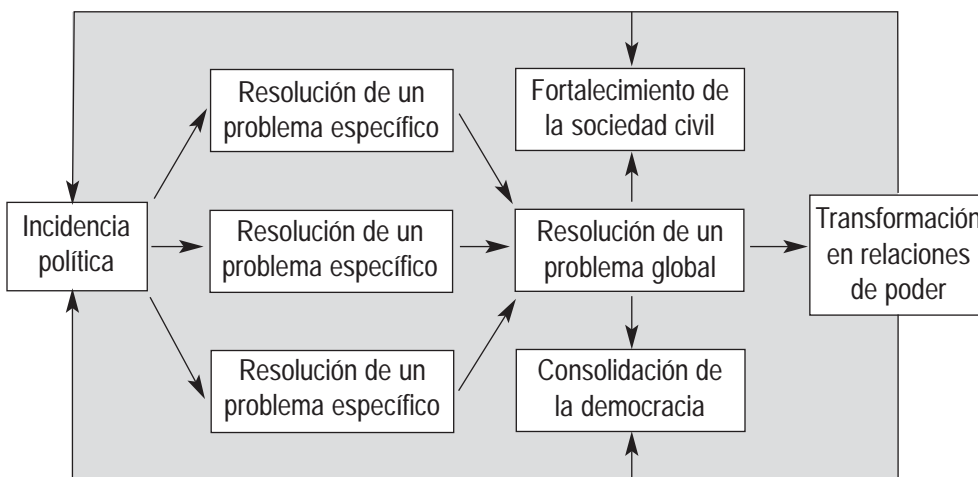 Incidencia
política
Resolución de un
problema específico
Resolución de un
problema específico
Resolución de un
problema específico
Fortalecimiento de
la sociedad civil
Resolución de un
problema global
Consolidación de
la democracia
Transformación
en relaciones
de poder